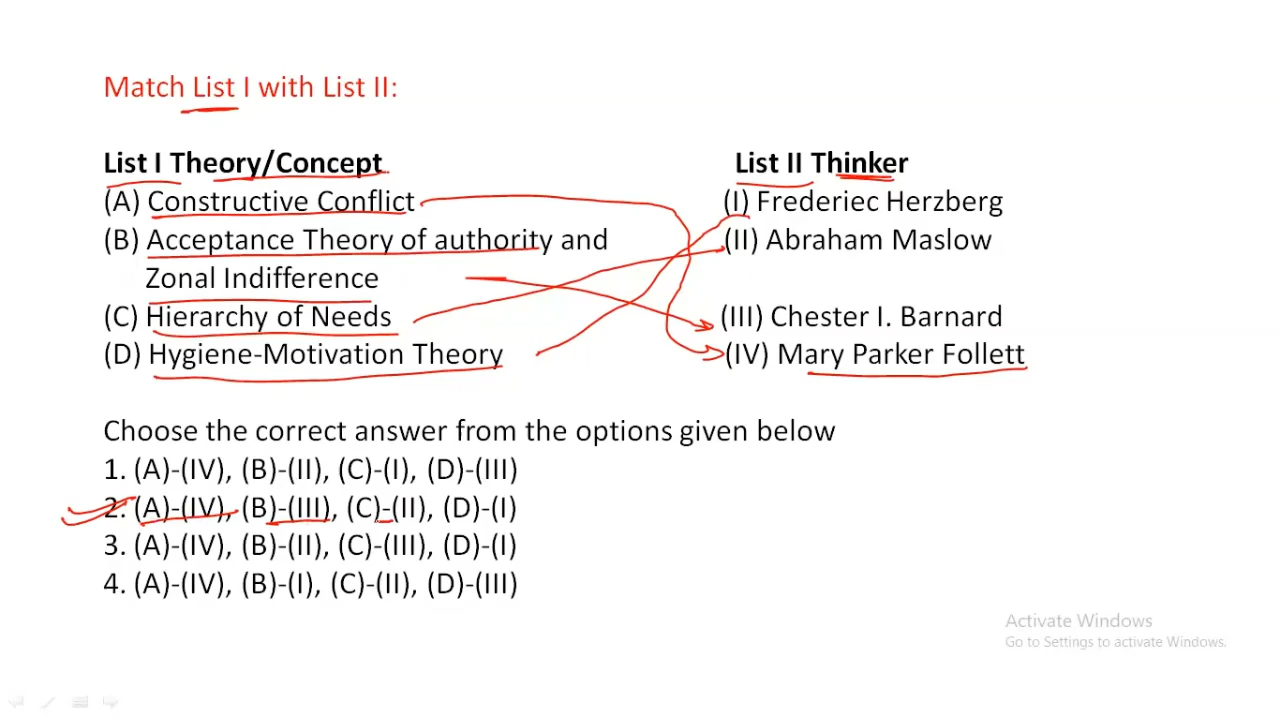 Match List I with List II:
List I Theory/Concept List II Thinker
(A) Constructive Conflict (I) Frederiec Herzberg
(B) Acceptance Theory of authority and (II) Abraham Maslow
Zonal Indifference
(C) Hierarchy of Needs (III) Chester I. Barnard
(D) Hygiene-Motivation Theory (IV) Mary Parker Follett
Choose the correct answer from the options given below
1. (A)-(IV), (B)-(II), (C)-(I), (D)-(III)
2. (A)-(IV), (B)-(III), (C)-(II), (D)-(I)
3. (A)-(IV), (B)-(II), (C)-(III), (D)-(I)
4. (A)-(IV), (B)-(I), (C)-(II), (D)-(III)
Activate Windows
Go to Settings to activate Windows.